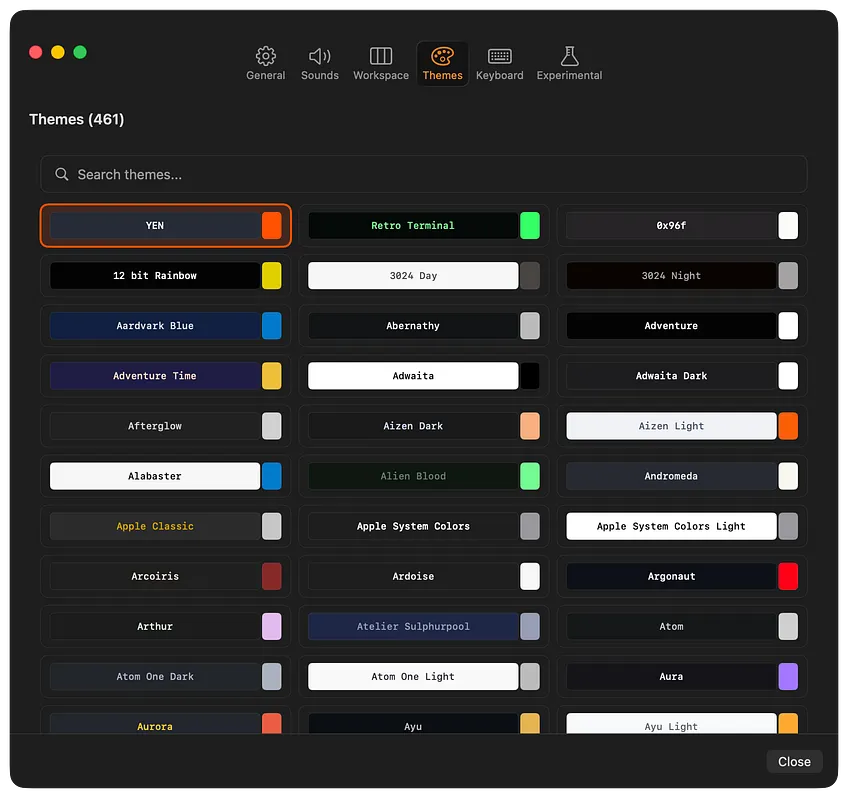 General Sounds Workspace Themes Keyboard Experimental
Themes (461)
Search themes...
YEN Retro Terminal 0x96f
12 bit Rainbow 3024 Day 3024 Night
Aardvark Blue Abernathy Adventure
Adventure Time Adwaita Adwaita Dark
Afterglow Aizen Dark Aizen Light
Alabaster Alien Blood Andromeda
Apple Classic Apple System Colors Apple System Colors Light
Arcoiris Ardoise Argonaut
Arthur Atelier Sulphurpool Atom
Atom One Dark Atom One Light Aura
Aurora Ayu Ayu Light
Close